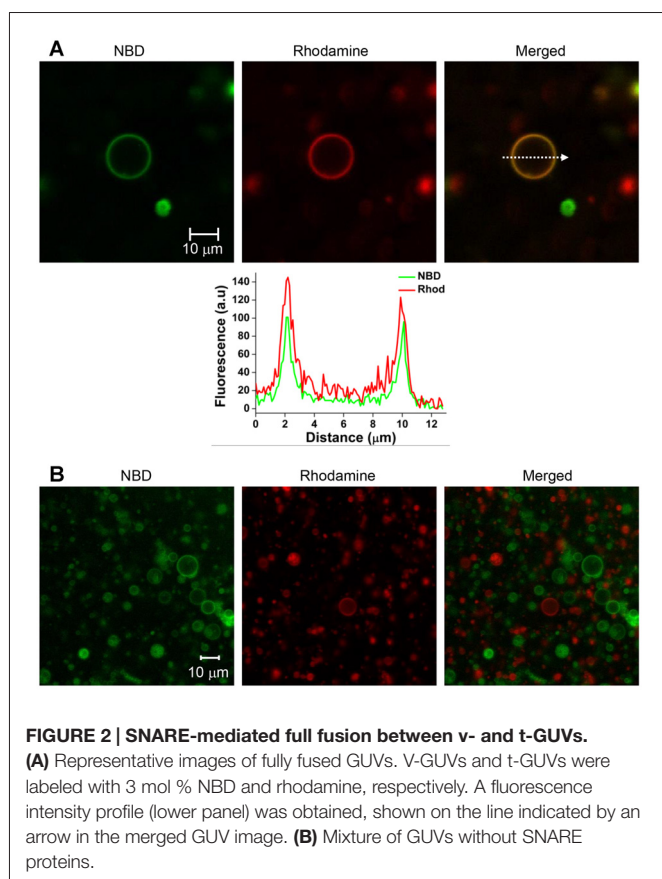 A
NBD Rhodamine Merged
10 μm
NBD
Rhod
Fluorescence (a.u)
140
120
100
80
60
40
20
0
0 2 4 6 8 10 12
Distance (μm)
B
NBD Rhodamine Merged
10 μm
FIGURE 2 | SNARE-mediated full fusion between v- and t-GUVs.
(A) Representative images of fully fused GUVs. V-GUVs and t-GUVs were
labeled with 3 mol % NBD and rhodamine, respectively. A fluorescence
intensity profile (lower panel) was obtained, shown on the line indicated by an
arrow in the merged GUV image. (B) Mixture of GUVs without SNARE
proteins.